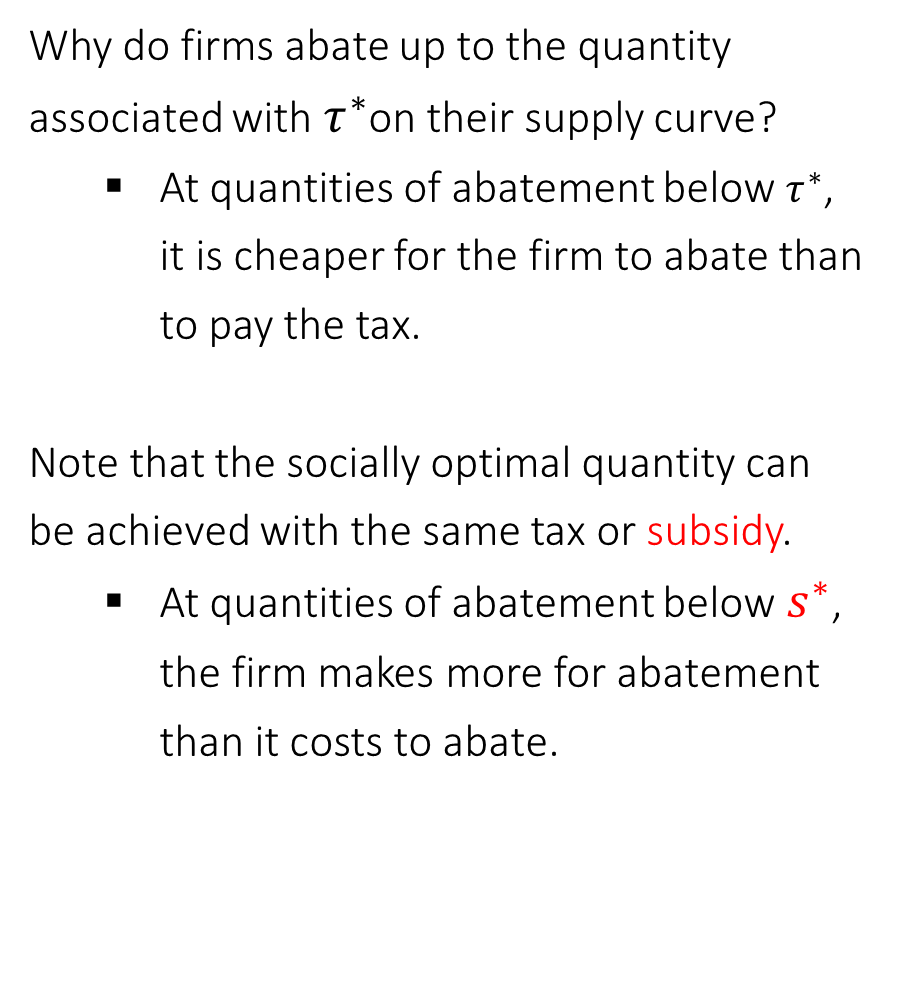 Why do firms abate up to the quantity
associated with τ* on their supply curve?
▪ At quantities of abatement below τ*,
it is cheaper for the firm to abate than
to pay the tax.
Note that the socially optimal quantity can
be achieved with the same tax or subsidy.
▪ At quantities of abatement below s*,
the firm makes more for abatement
than it costs to abate.